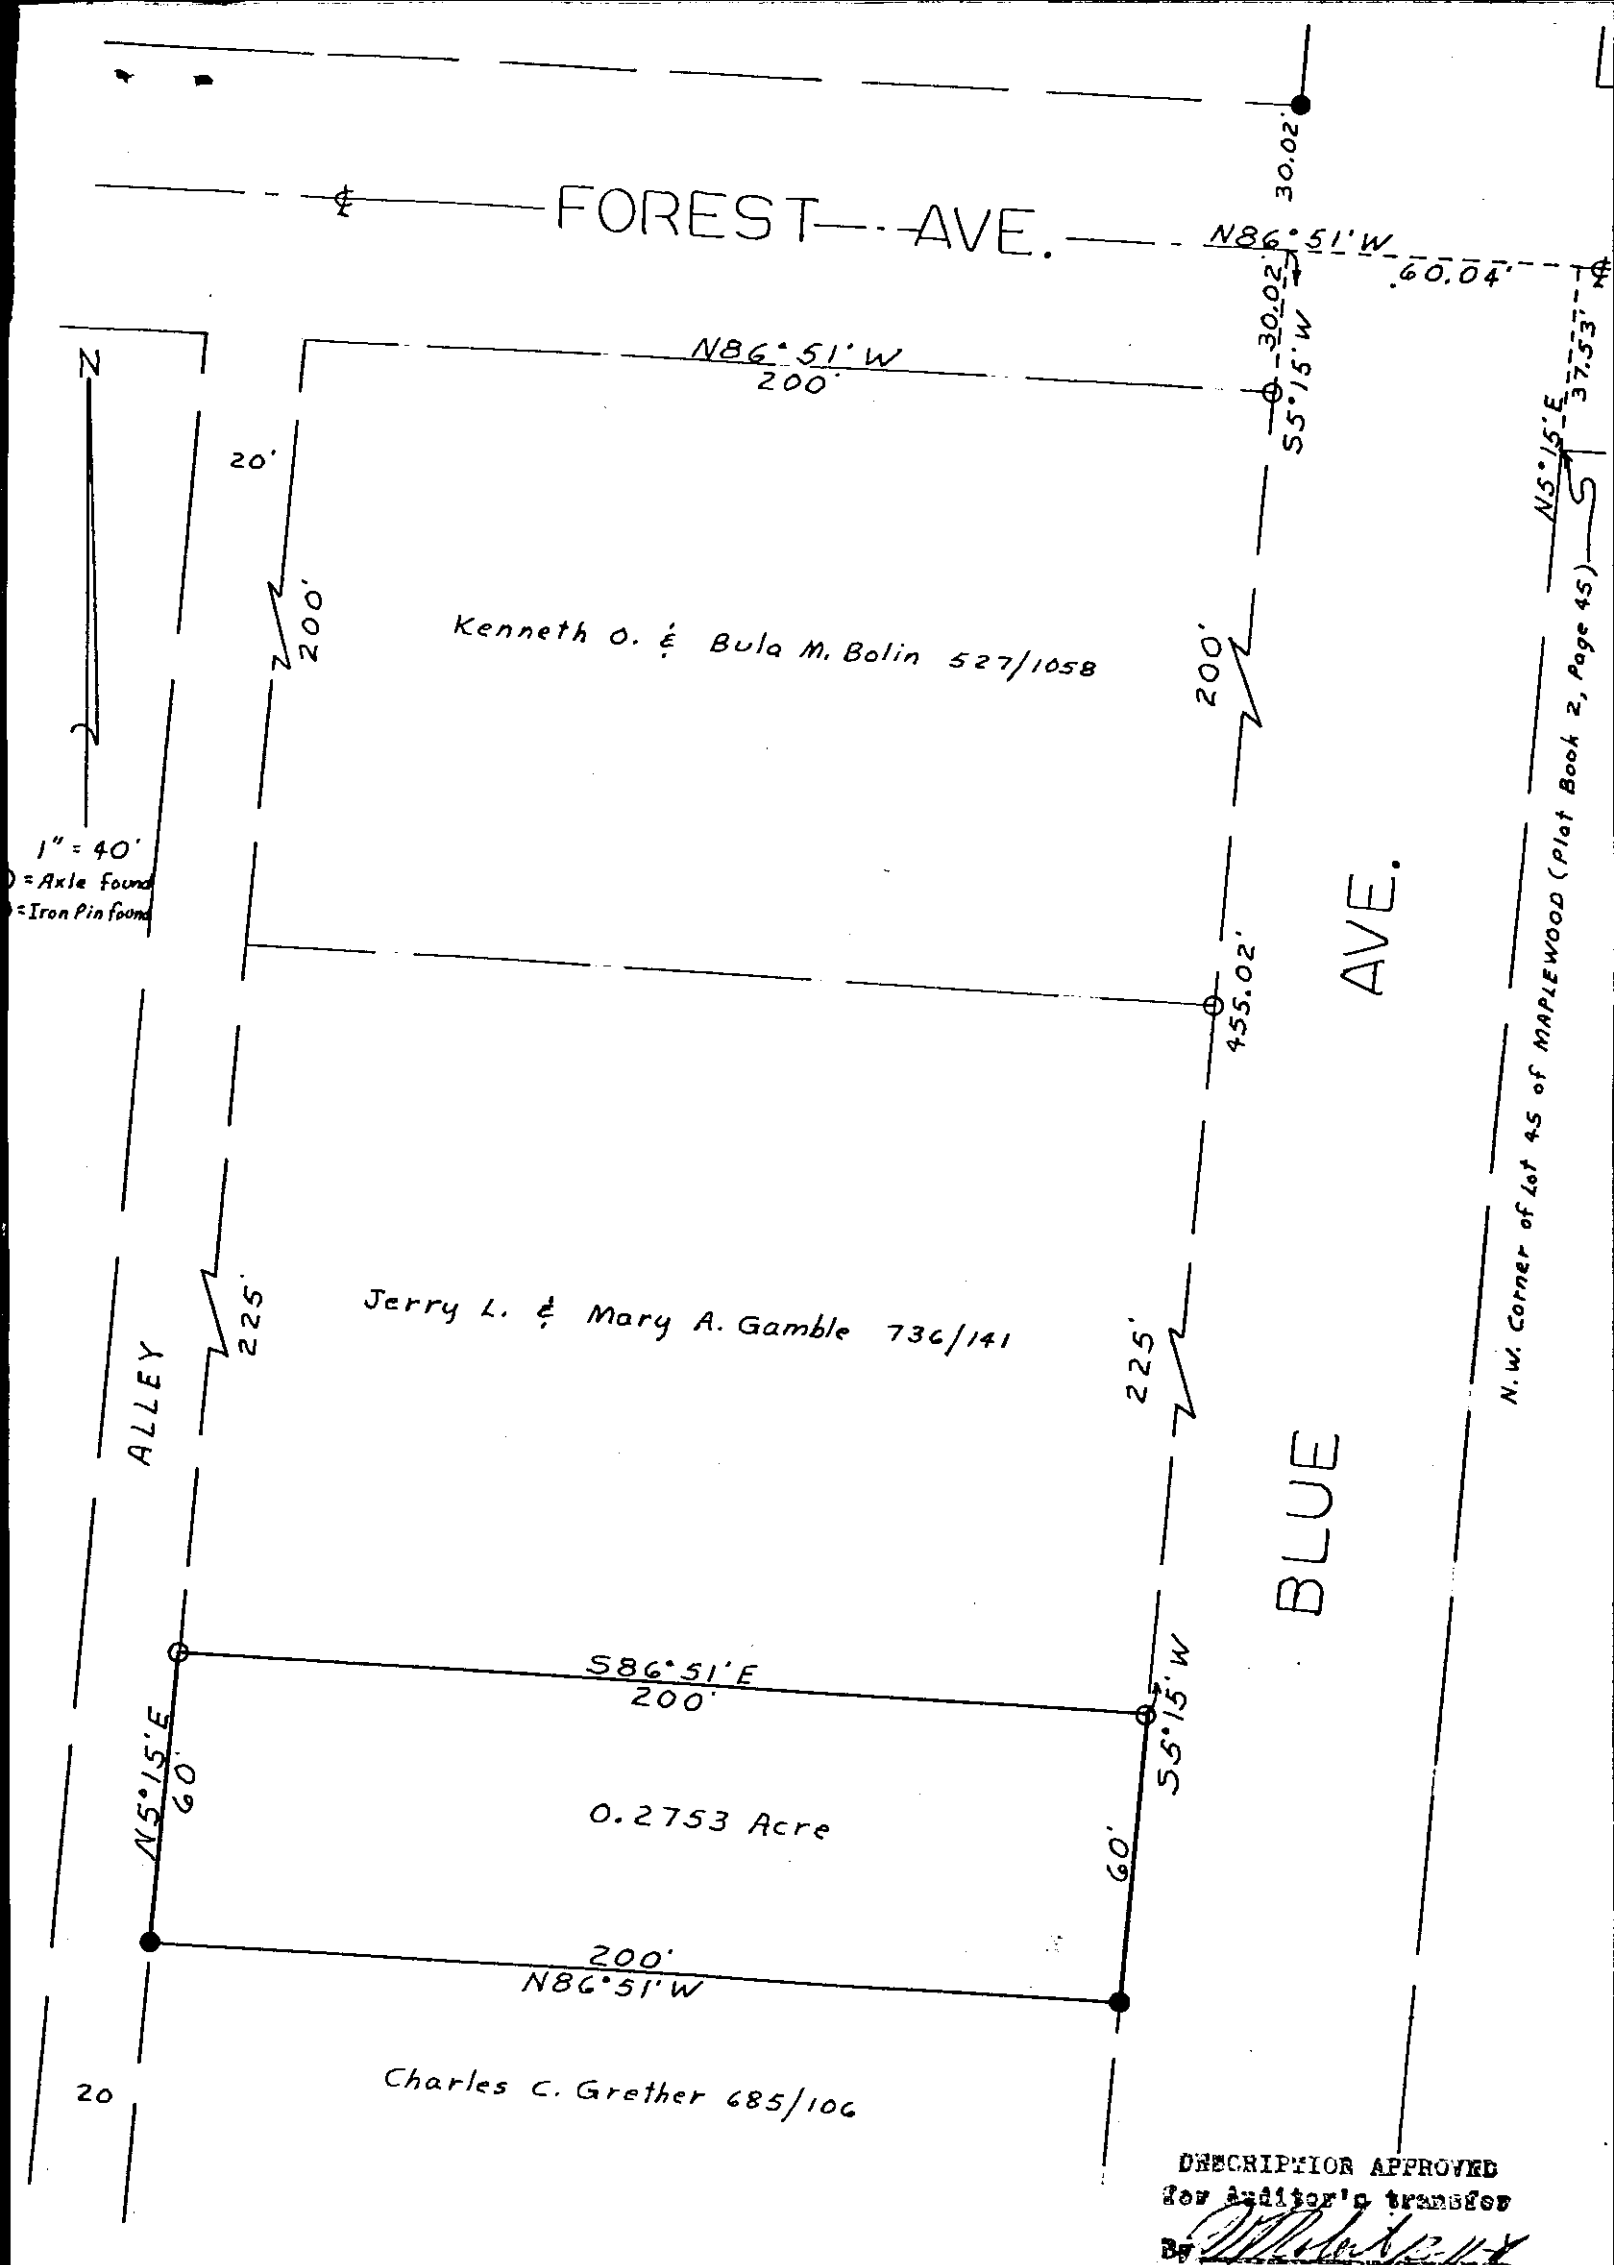 30.02'
FOREST AVE.
N86°51'W
60.04'
30.02'
S5°15'W
37.53'
N5°15'E
N
N86°51'W
200'
20'
200'
Kenneth O. & Bula M. Bolin 527/1058
200'
1" = 40'
= Axle found
= Iron Pin found
455.02'
AVE.
N.W. Corner of Lot 45 of MAPLEWOOD (Plat Book 2, Page 45)
225'
Jerry L. & Mary A. Gamble 736/141
225'
ALLEY
BLUE
S86°51'E
200'
S5°15'W
N5°15'E
60'
0.2753 Acre
60'
200'
N86°51'W
20
Charles C. Grether 685/106
DESCRIPTION APPROVED
for Auditor's transfer
By